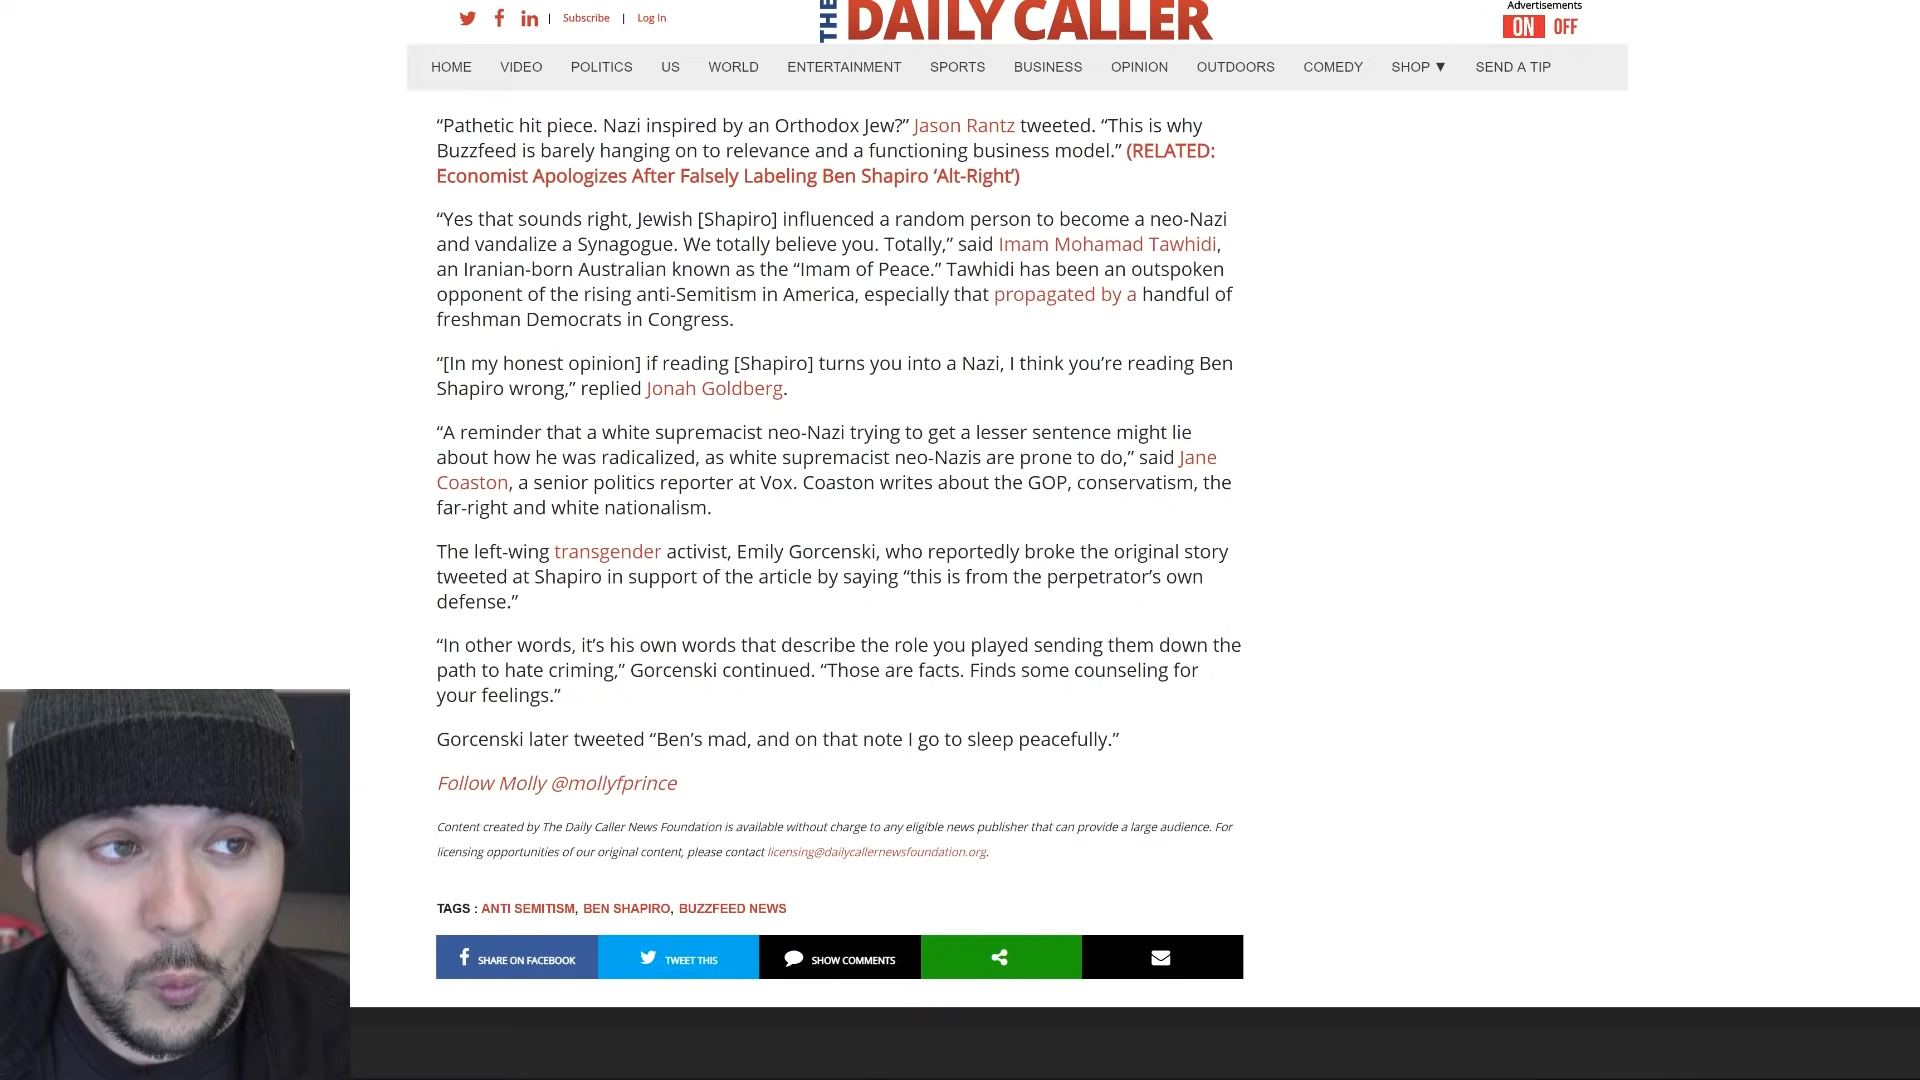 Subscribe | Log In
THE DAILY CALLER
Advertisements
ON OFF
HOME VIDEO POLITICS US WORLD ENTERTAINMENT SPORTS BUSINESS OPINION OUTDOORS COMEDY SHOP ▼ SEND A TIP
“Pathetic hit piece. Nazi inspired by an Orthodox Jew?” Jason Rantz tweeted. “This is why
Buzzfeed is barely hanging on to relevance and a functioning business model.” (RELATED:
Economist Apologizes After Falsely Labeling Ben Shapiro ‘Alt-Right’)
“Yes that sounds right, Jewish [Shapiro] influenced a random person to become a neo-Nazi
and vandalize a Synagogue. We totally believe you. Totally,” said Imam Mohamad Tawhidi,
an Iranian-born Australian known as the “Imam of Peace.” Tawhidi has been an outspoken
opponent of the rising anti-Semitism in America, especially that propagated by a handful of
freshman Democrats in Congress.
“[In my honest opinion] if reading [Shapiro] turns you into a Nazi, I think you’re reading Ben
Shapiro wrong,” replied Jonah Goldberg.
“A reminder that a white supremacist neo-Nazi trying to get a lesser sentence might lie
about how he was radicalized, as white supremacist neo-Nazis are prone to do,” said Jane
Coaston, a senior politics reporter at Vox. Coaston writes about the GOP, conservatism, the
far-right and white nationalism.
The left-wing transgender activist, Emily Gorcenski, who reportedly broke the original story
tweeted at Shapiro in support of the article by saying “this is from the perpetrator’s own
defense.”
“In other words, it’s his own words that describe the role you played sending them down the
path to hate criming,” Gorcenski continued. “Those are facts. Finds some counseling for
your feelings.”
Gorcenski later tweeted “Ben’s mad, and on that note I go to sleep peacefully.”
Follow Molly @mollyfprince
Content created by The Daily Caller News Foundation is available without charge to any eligible news publisher that can provide a large audience. For
licensing opportunities of our original content, please contact licensing@dailycallernewsfoundation.org.
TAGS : ANTI SEMITISM, BEN SHAPIRO, BUZZFEED NEWS
SHARE ON FACEBOOK TWEET THIS SHOW COMMENTS